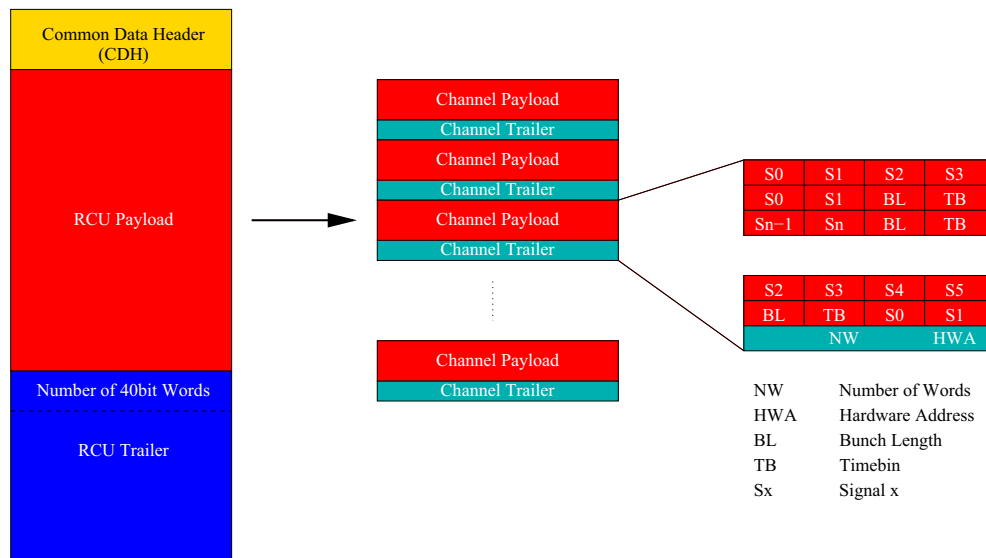 Common Data Header
(CDH)
RCU Payload
Number of 40bit Words
RCU Trailer
Channel Payload
Channel Trailer
Channel Payload
Channel Trailer
Channel Payload
Channel Trailer
Channel Payload
Channel Trailer
S0 S1 S2 S3
S0 S1 BL TB
Sn−1 Sn BL TB
S2 S3 S4 S5
BL TB S0 S1
NW HWA
NW Number of Words
HWA Hardware Address
BL Bunch Length
TB Timebin
Sx Signal x